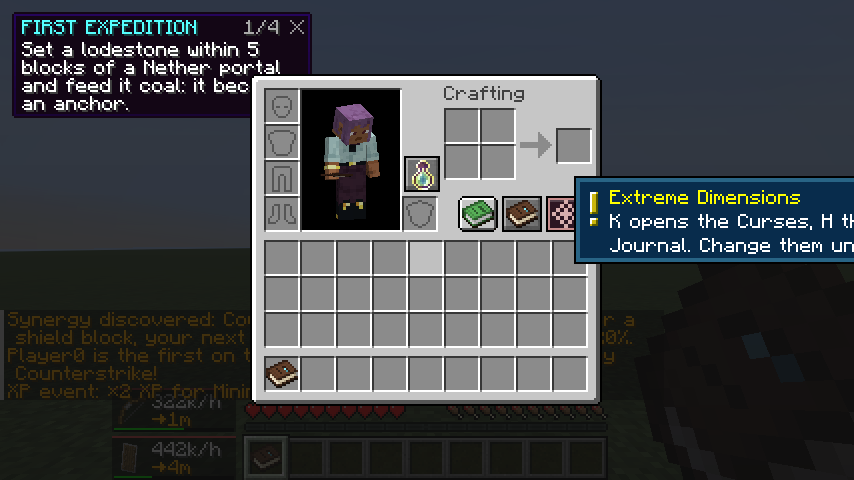 FIRST EXPEDITION 1/4 X
Set a lodestone within 5
blocks of a Nether portal
and feed it coal: it bec
an anchor.
Crafting
Extreme Dimensions
K opens the Curses, H th
Journal. Change them un
Synergy discovered: Cou r a
shield block, your next 0%.
Player0 is the first on t y
Counterstrike!
XP event: x2 XP for Minin
322k/h
→1m
442k/h
→4m